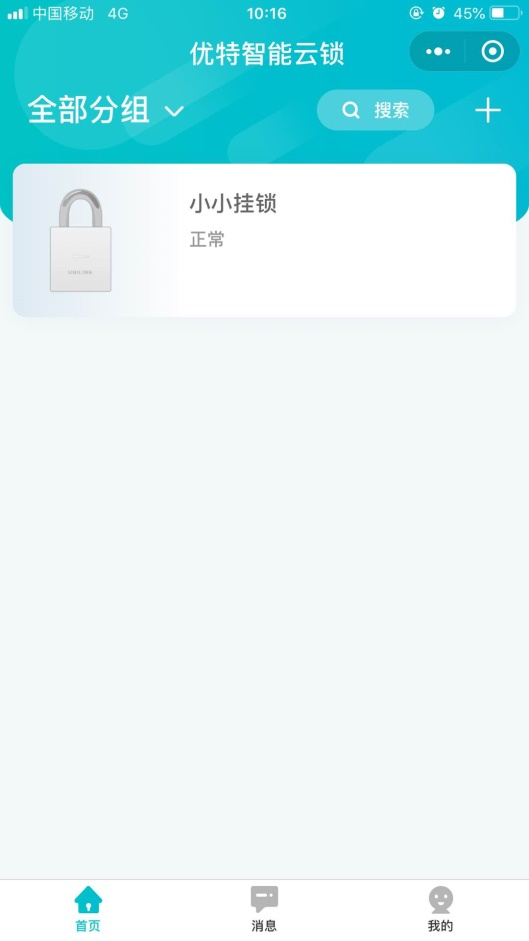 中国移动 4G 10:16 45%
优特智能云锁
全部分组 搜索
小小挂锁
正常
首页 消息 我的